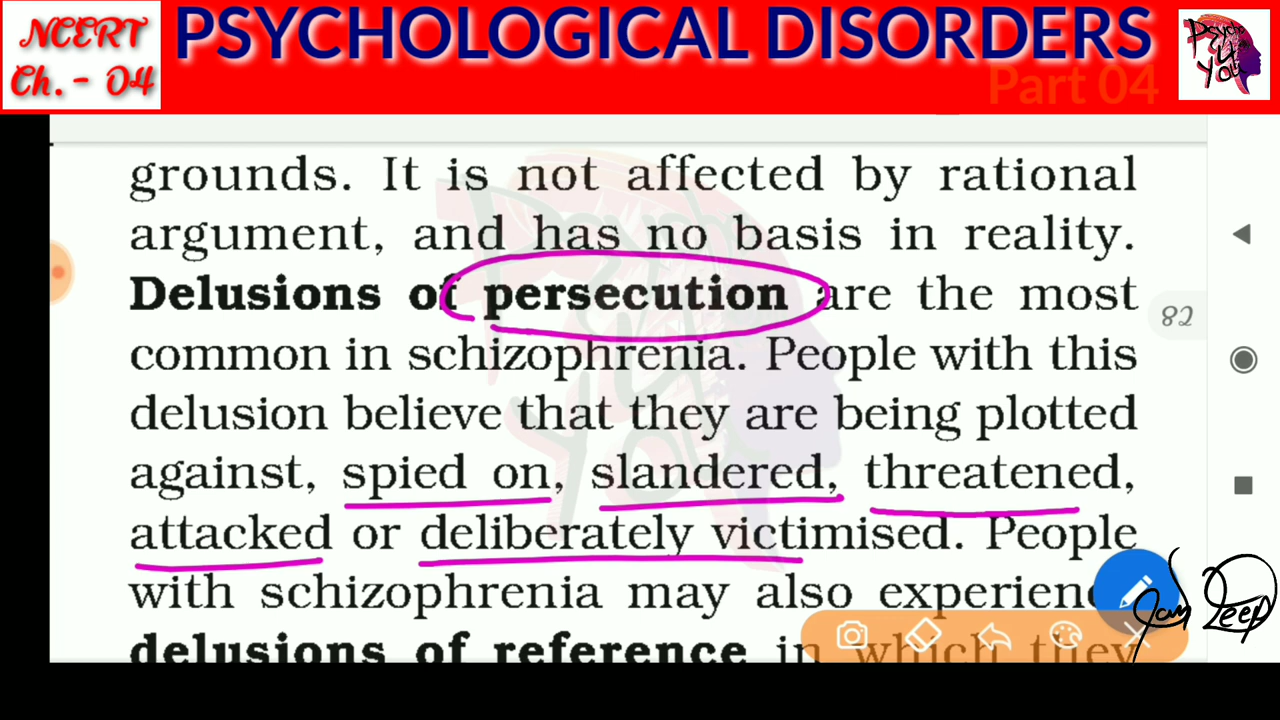 NCERT
Ch. - 04
PSYCHOLOGICAL DISORDERS
Part 04
Psycho
4
You
grounds. It is not affected by rational
argument, and has no basis in reality.
Delusions of persecution are the most
common in schizophrenia. People with this
delusion believe that they are being plotted
against, spied on, slandered, threatened,
attacked or deliberately victimised. People
with schizophrenia may also experienc
delusions of reference in which they
82